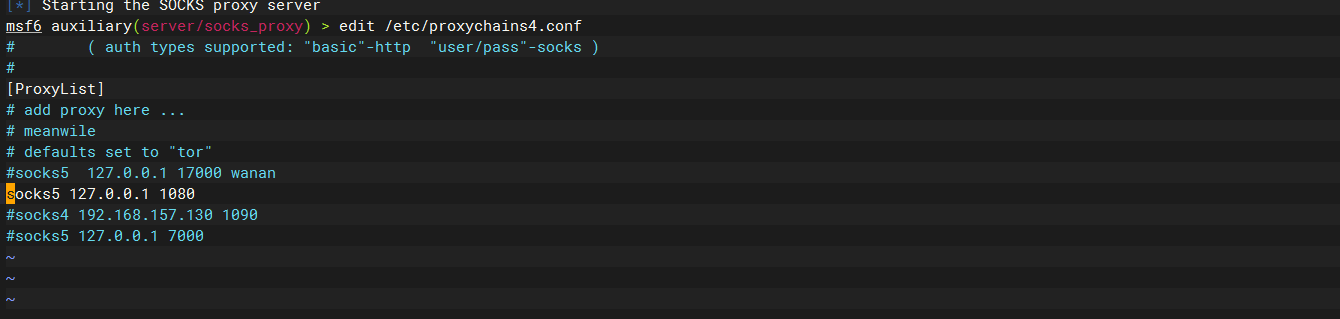 [*] Starting the SOCKS proxy server
msf6 auxiliary(server/socks_proxy) > edit /etc/proxychains4.conf
#        ( auth types supported: "basic"-http  "user/pass"-socks )
#
[ProxyList]
# add proxy here ...
# meanwile
# defaults set to "tor"
#socks5  127.0.0.1 17000 wanan
socks5 127.0.0.1 1080
#socks4 192.168.157.130 1090
#socks5 127.0.0.1 7000
~
~
~